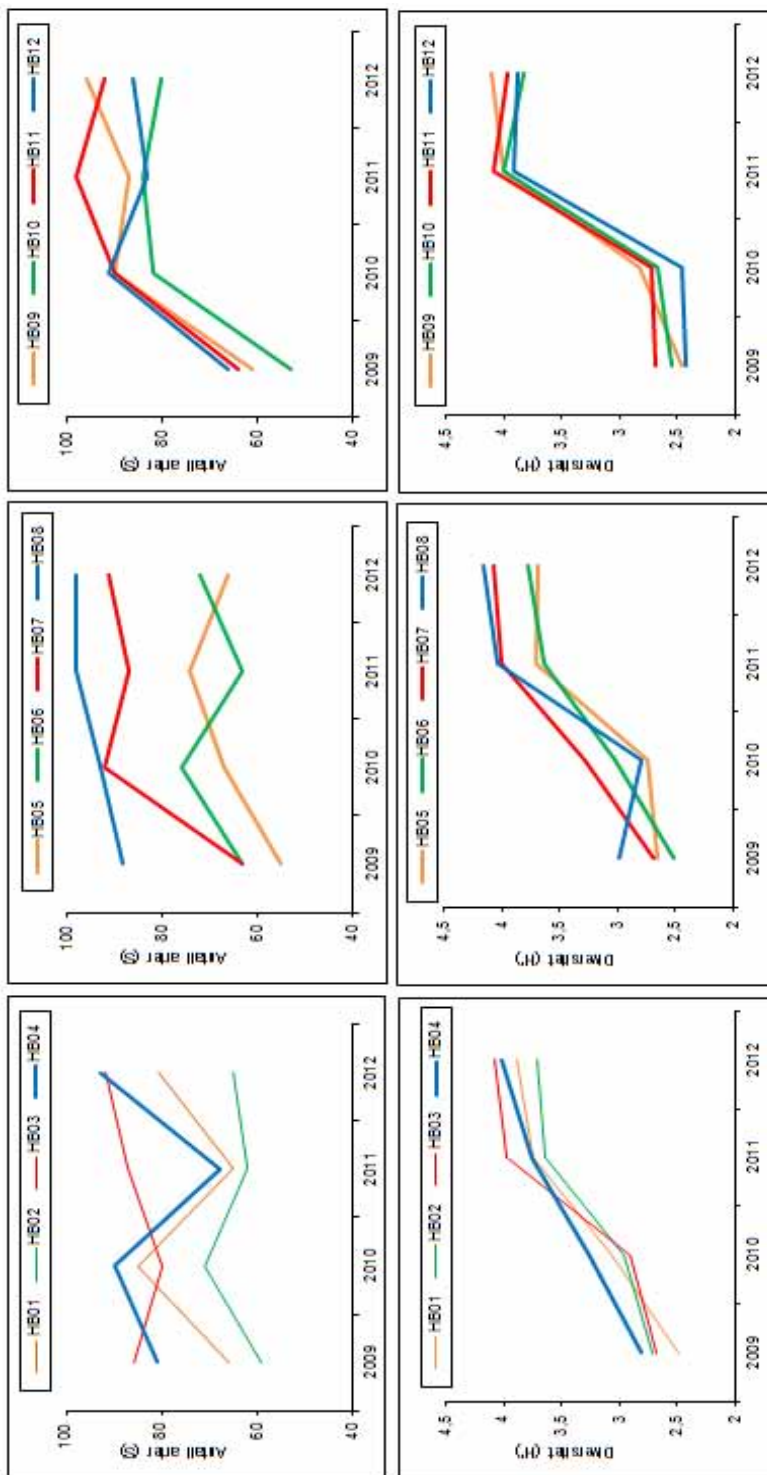 HB01 HB02 HB03 HB04
100
80
60
40
Antall arter (S)
2009 2010 2011 2012
HB05 HB06 HB07 HB08
100
80
60
40
Antall arter (S)
2009 2010 2011 2012
HB09 HB10 HB11 HB12
100
80
60
40
Antall arter (S)
2009 2010 2011 2012
HB01 HB02 HB03 HB04
4,5
4
3,5
3
2,5
2
Diversitet (H')
2009 2010 2011 2012
HB05 HB06 HB07 HB08
4,5
4
3,5
3
2,5
2
Diversitet (H')
2009 2010 2011 2012
HB09 HB10 HB11 HB12
4,5
4
3,5
3
2,5
2
Diversitet (H')
2009 2010 2011 2012